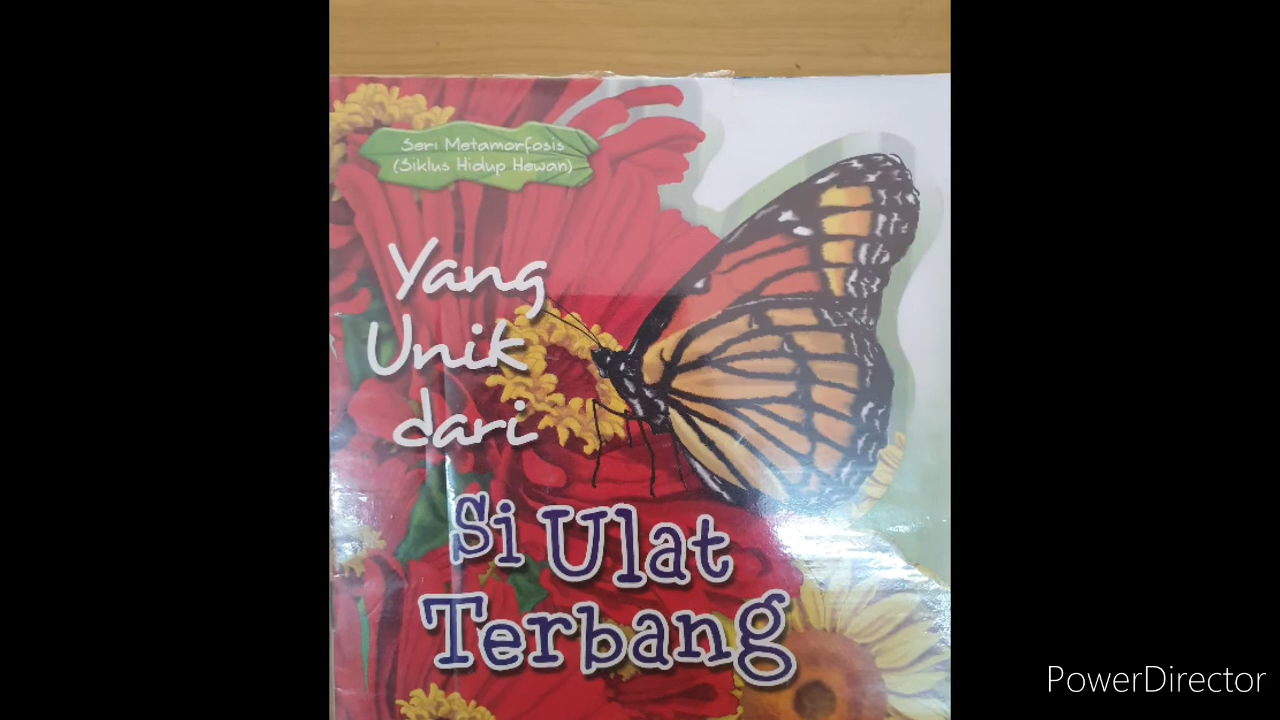 Seri Metamorfosis
(Siklus Hidup Hewan)
Yang
Unik
dari
Si Ulat
Terbang
PowerDirector